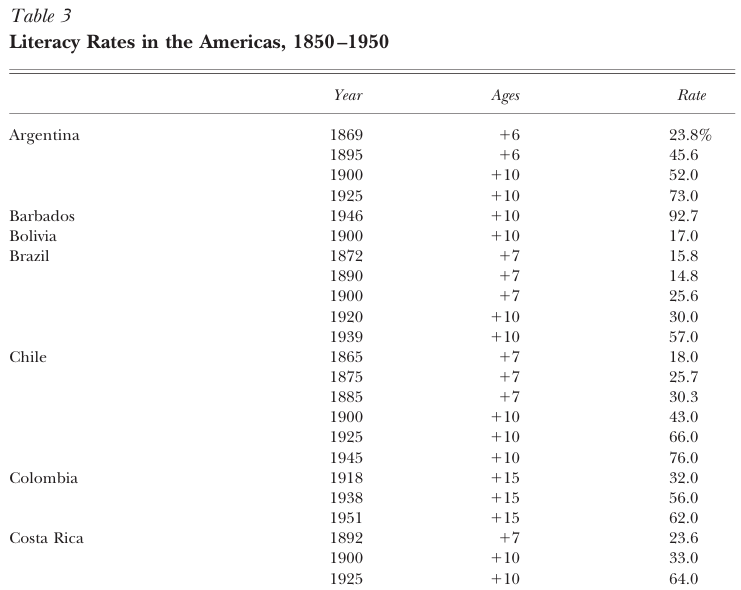 Table 3
Literacy Rates in the Americas, 1850–1950
Year Ages Rate
Argentina 1869 +6 23.8%
1895 +6 45.6
1900 +10 52.0
1925 +10 73.0
Barbados 1946 +10 92.7
Bolivia 1900 +10 17.0
Brazil 1872 +7 15.8
1890 +7 14.8
1900 +7 25.6
1920 +10 30.0
1939 +10 57.0
Chile 1865 +7 18.0
1875 +7 25.7
1885 +7 30.3
1900 +10 43.0
1925 +10 66.0
1945 +10 76.0
Colombia 1918 +15 32.0
1938 +15 56.0
1951 +15 62.0
Costa Rica 1892 +7 23.6
1900 +10 33.0
1925 +10 64.0